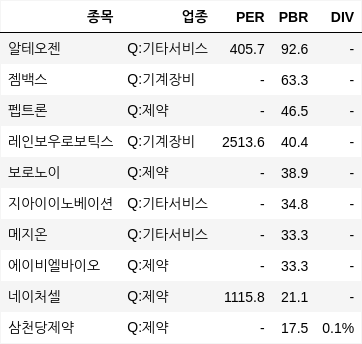 종목 업종 PER PBR DIV
알테오젠 Q:기타서비스 405.7 92.6 -
젬백스 Q:기계장비 - 63.3 -
펩트론 Q:제약 - 46.5 -
레인보우로보틱스 Q:기계장비 2513.6 40.4 -
보로노이 Q:제약 - 38.9 -
지아이이노베이션 Q:기타서비스 - 34.8 -
메지온 Q:기타서비스 - 33.3 -
에이비엘바이오 Q:제약 - 33.3 -
네이처셀 Q:제약 1115.8 21.1 -
삼천당제약 Q:제약 - 17.5 0.1%